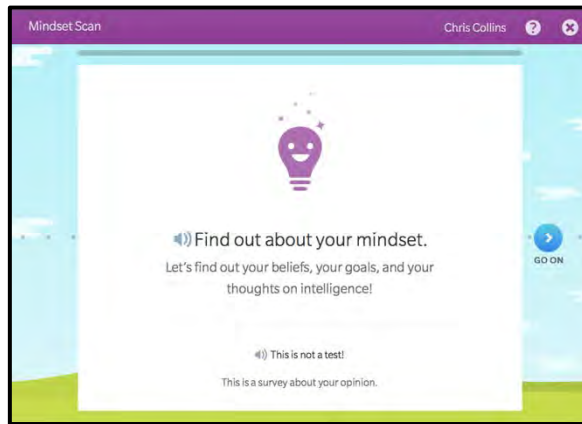 Mindset Scan
Chris Collins
?
Find out about your mindset.
Let's find out your beliefs, your goals, and your
thoughts on intelligence!
GO ON
This is not a test!
This is a survey about your opinion.